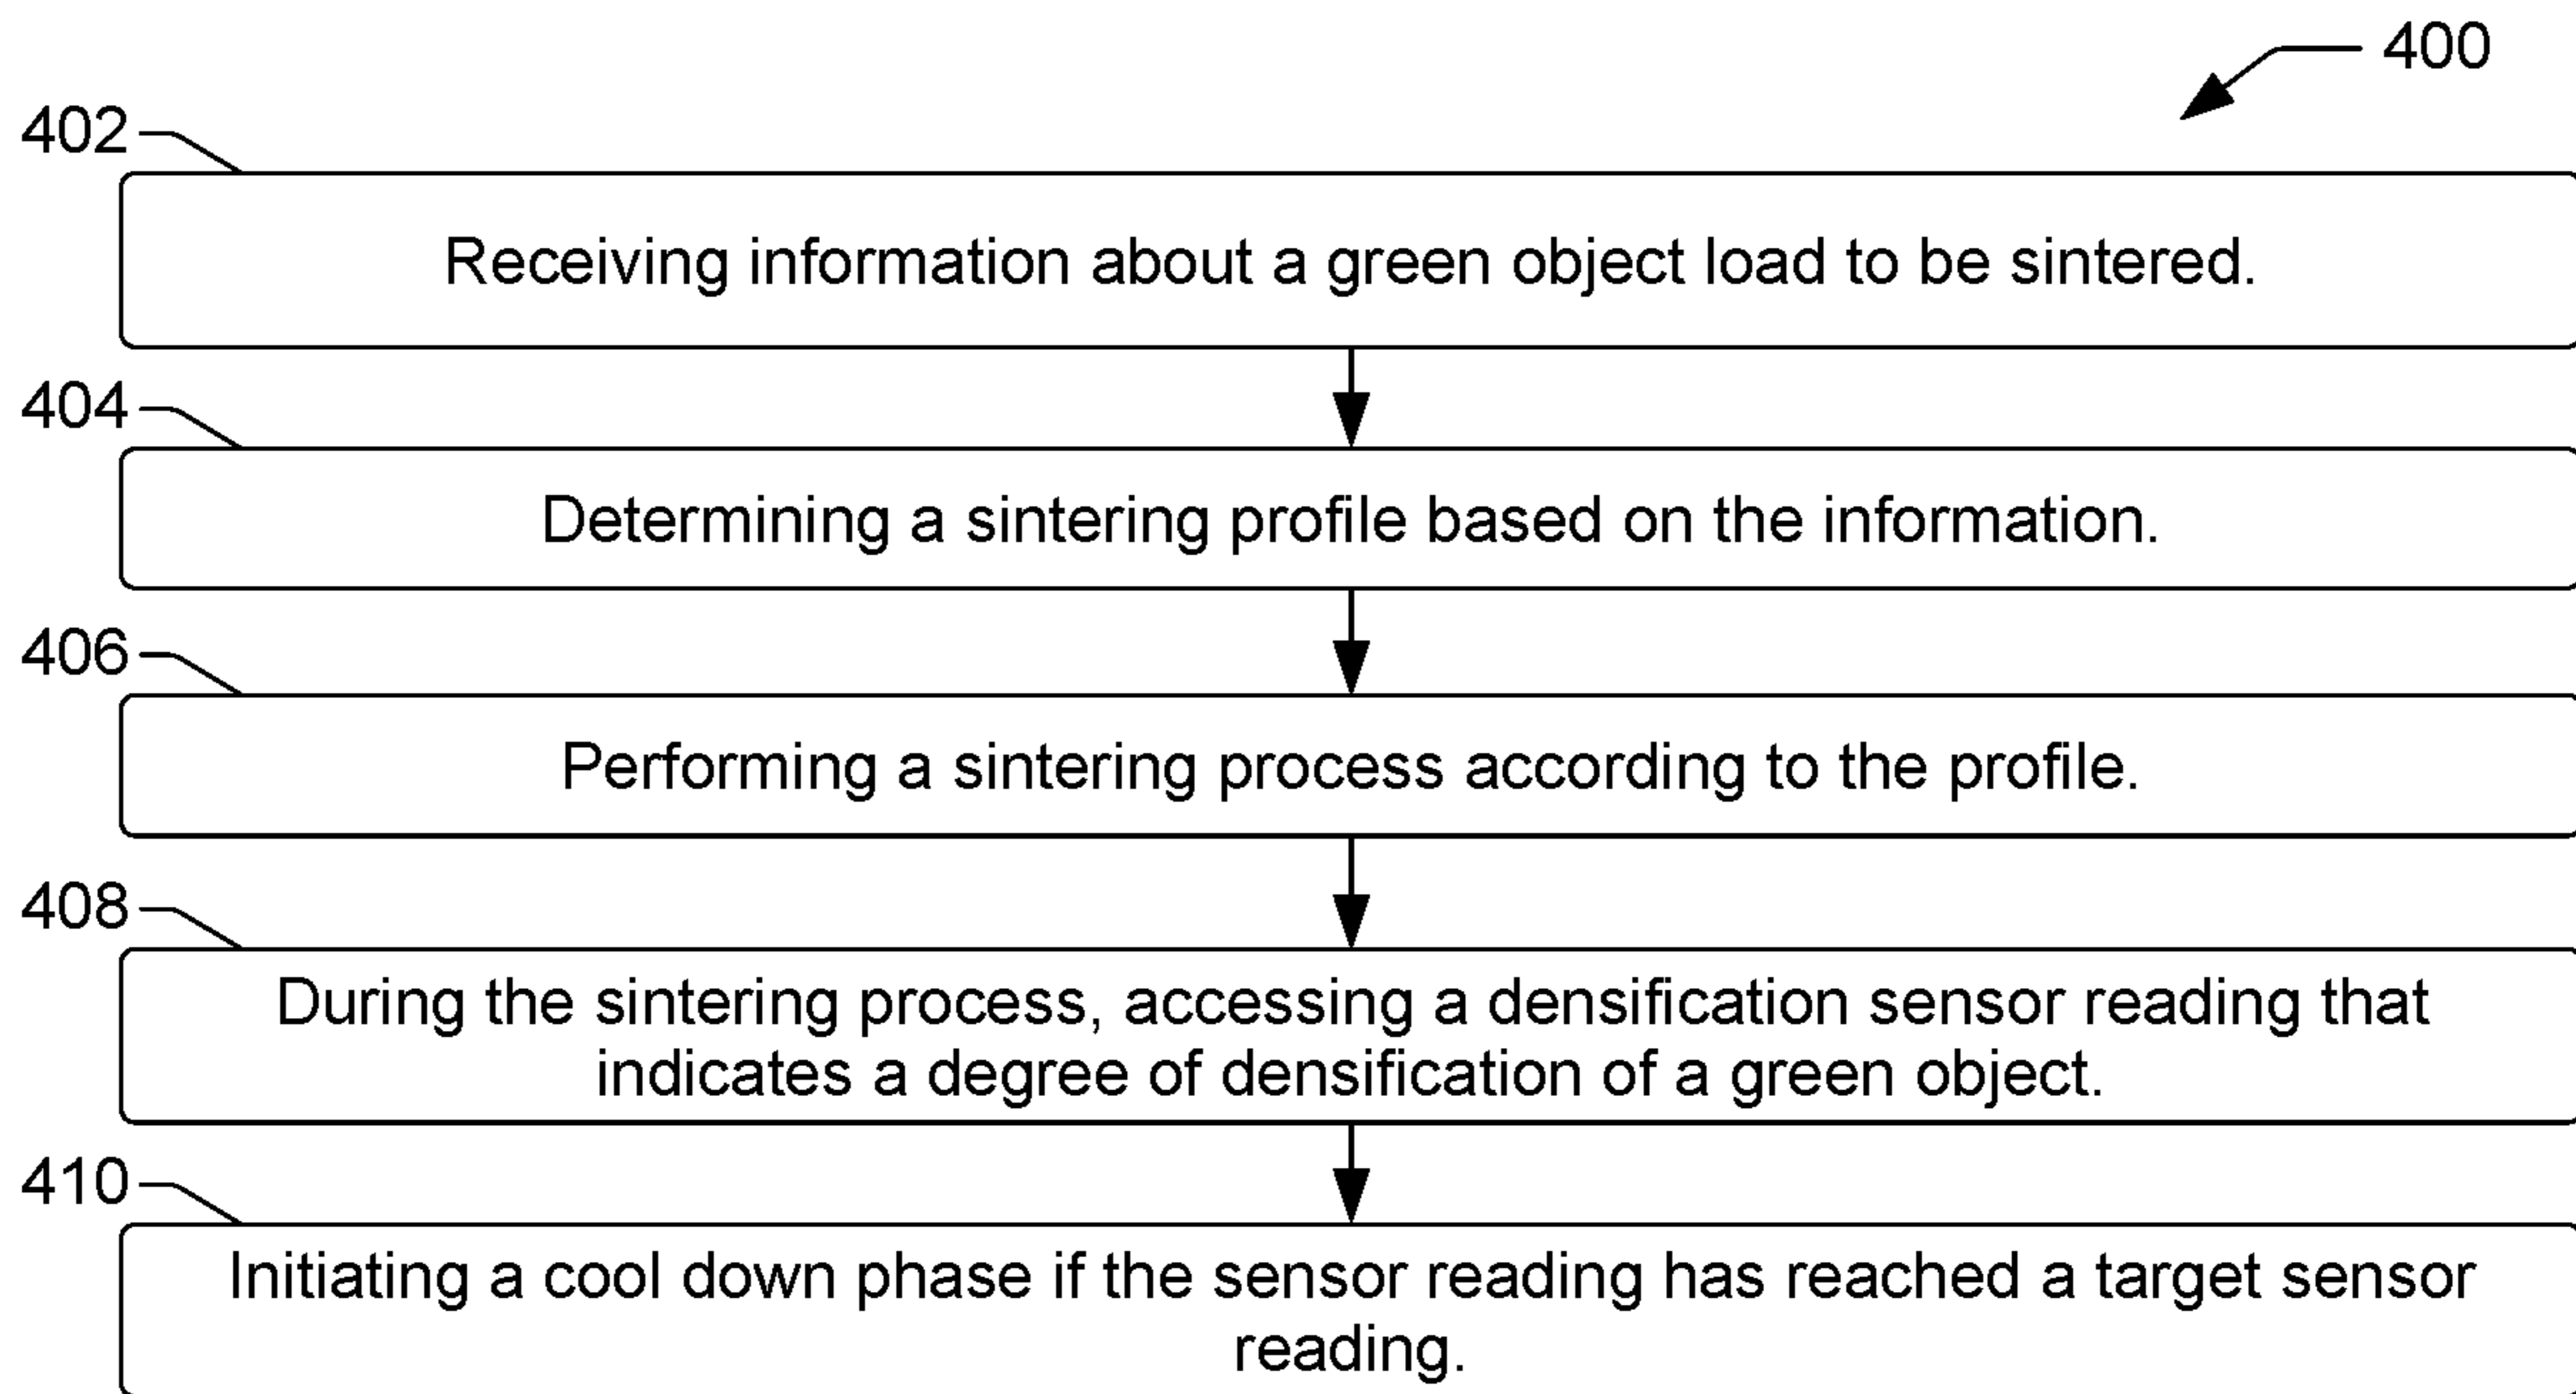 400
402
Receiving information about a green object load to be sintered.
404
Determining a sintering profile based on the information.
406
Performing a sintering process according to the profile.
408
During the sintering process, accessing a densification sensor reading that
indicates a degree of densification of a green object.
410
Initiating a cool down phase if the sensor reading has reached a target sensor
reading.